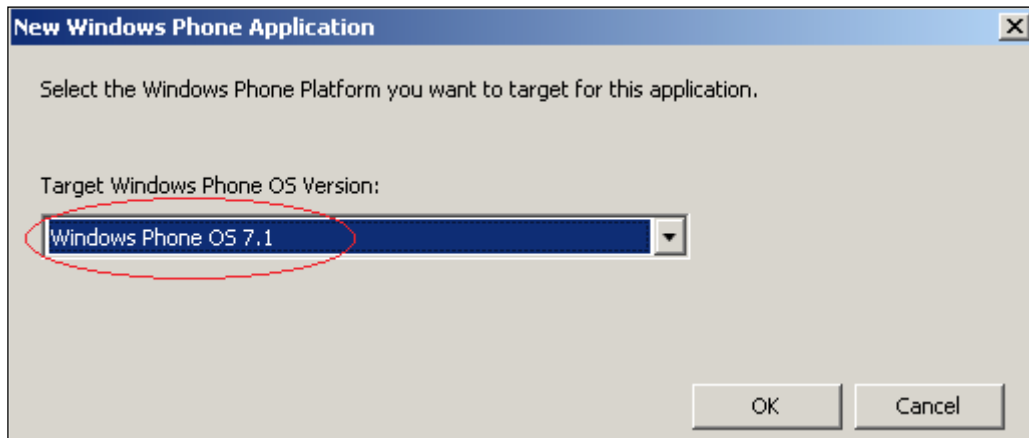 New Windows Phone Application
Select the Windows Phone Platform you want to target for this application.
Target Windows Phone OS Version:
Windows Phone OS 7.1
OK Cancel